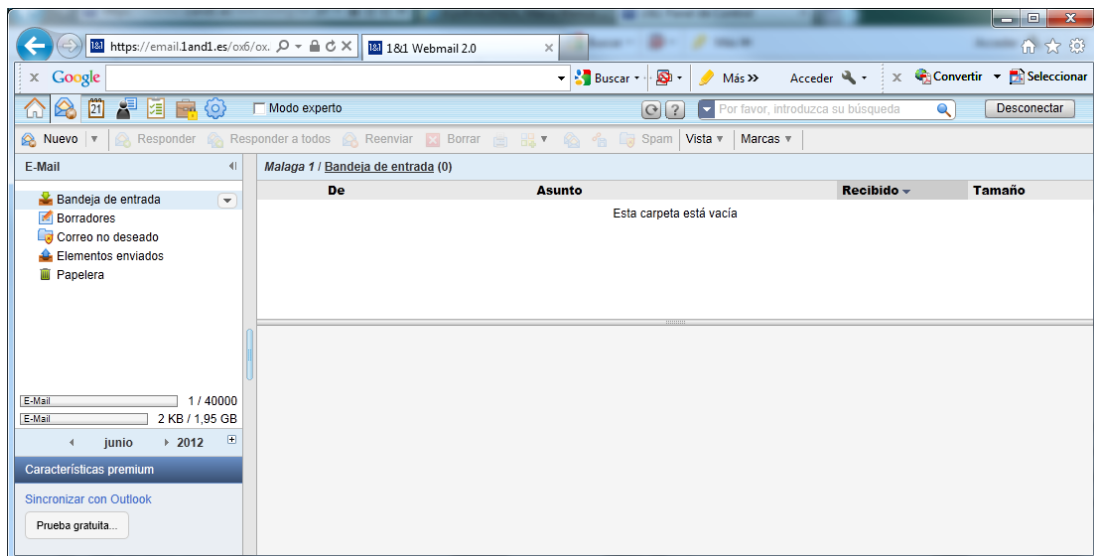 https://email.1and1.es/ox6/ox.
1&1 1&1 Webmail 2.0
x Google
Buscar
Más >>
Acceder
x Convertir
Seleccionar
21
Modo experto
?
Por favor, introduzca su búsqueda
Desconectar
Nuevo
Responder
Responder a todos
Reenviar
Borrar
Spam
Vista
Marcas
E-Mail
Malaga 1 / Bandeja de entrada (0)
De Asunto Recibido Tamaño
Esta carpeta está vacía
Bandeja de entrada
Borradores
Correo no deseado
Elementos enviados
Papelera
E-Mail 1 / 40000
E-Mail 2 KB / 1,95 GB
junio 2012
Características premium
Sincronizar con Outlook
Prueba gratuita...